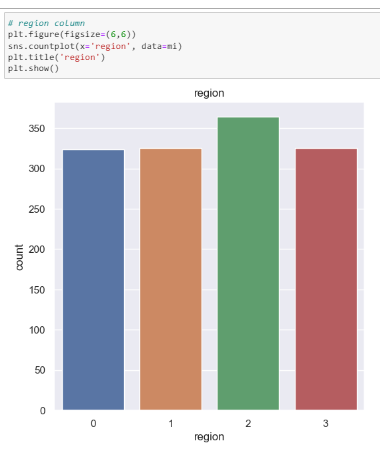 # region column
plt.figure(figsize=(6,6))
sns.countplot(x='region', data=mi)
plt.title('region')
plt.show()
region
350
300
250
200
150
100
50
0
count
0 1 2 3
region